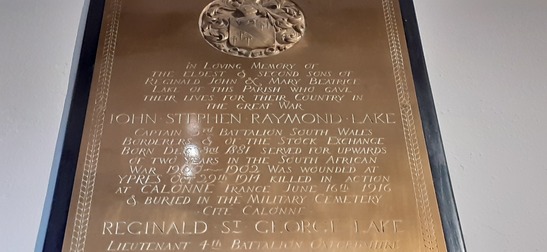 In Loving Memory of
the eldest & second sons of
Reginald John & Mary Beatrice
Lake of this Parish who gave
their lives for their Country in
the Great War
JOHN · STEPHEN · RAYMOND · LAKE
Captain 3rd Battalion South Wales
Borderers & of the Stock Exchange
Born 1881 served for upwards
of two years in the South African
War 1900–1902 was wounded at
YPRES Oct 1914 killed in action
at CALONNE France June 16th 1916
& buried in the Military Cemetery
· Cite Calonne ·
REGINALD ST GEORGE LAKE
Lieutenant 4th Battalion